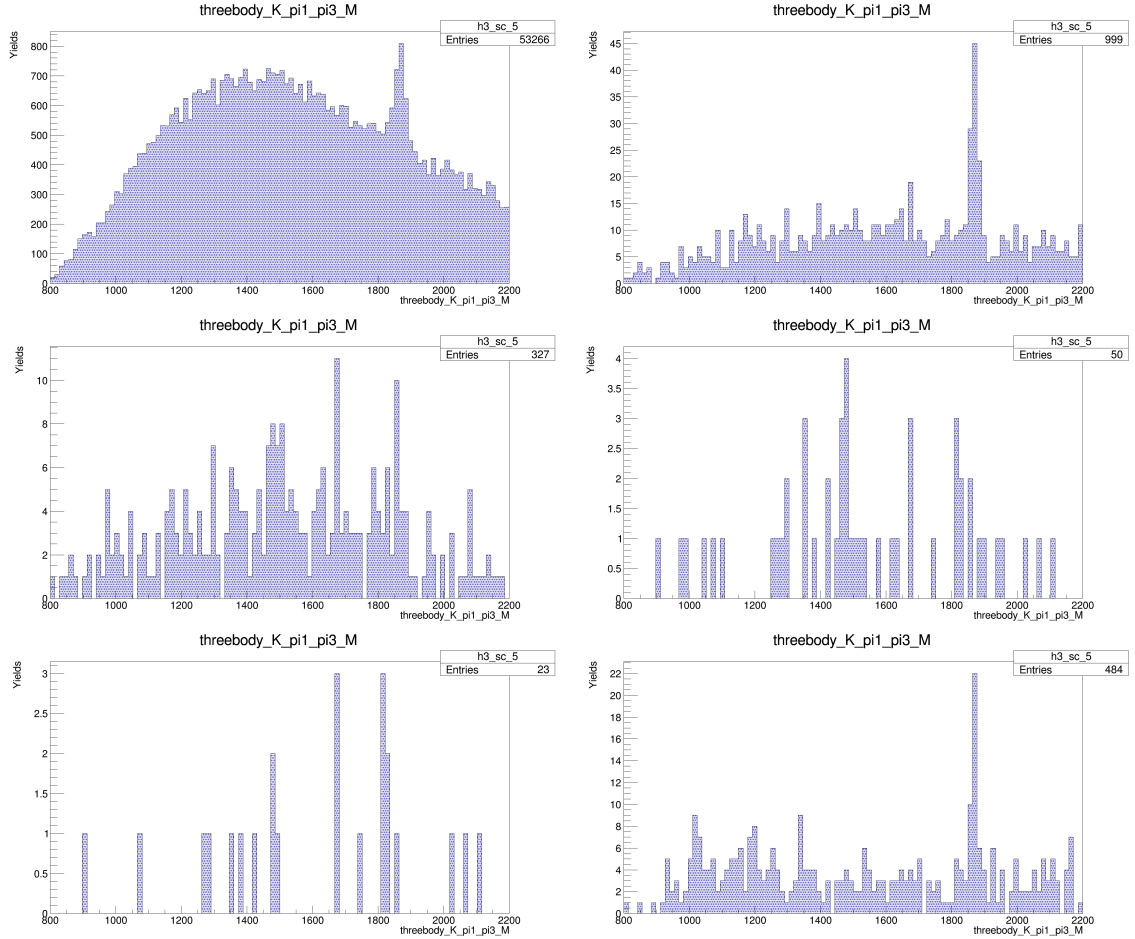 threebody_K_pi1_pi3_M
h3_sc_5
Entries 53266
Yields
800
700
600
500
400
300
200
100
0
800 1000 1200 1400 1600 1800 2000 2200
threebody_K_pi1_pi3_M
threebody_K_pi1_pi3_M
h3_sc_5
Entries 999
Yields
45
40
35
30
25
20
15
10
5
0
800 1000 1200 1400 1600 1800 2000 2200
threebody_K_pi1_pi3_M
threebody_K_pi1_pi3_M
h3_sc_5
Entries 327
Yields
10
8
6
4
2
0
800 1000 1200 1400 1600 1800 2000 2200
threebody_K_pi1_pi3_M
threebody_K_pi1_pi3_M
h3_sc_5
Entries 50
Yields
4
3.5
3
2.5
2
1.5
1
0.5
0
800 1000 1200 1400 1600 1800 2000 2200
threebody_K_pi1_pi3_M
threebody_K_pi1_pi3_M
h3_sc_5
Entries 23
Yields
3
2.5
2
1.5
1
0.5
0
800 1000 1200 1400 1600 1800 2000 2200
threebody_K_pi1_pi3_M
threebody_K_pi1_pi3_M
h3_sc_5
Entries 484
Yields
22
20
18
16
14
12
10
8
6
4
2
0
800 1000 1200 1400 1600 1800 2000 2200
threebody_K_pi1_pi3_M